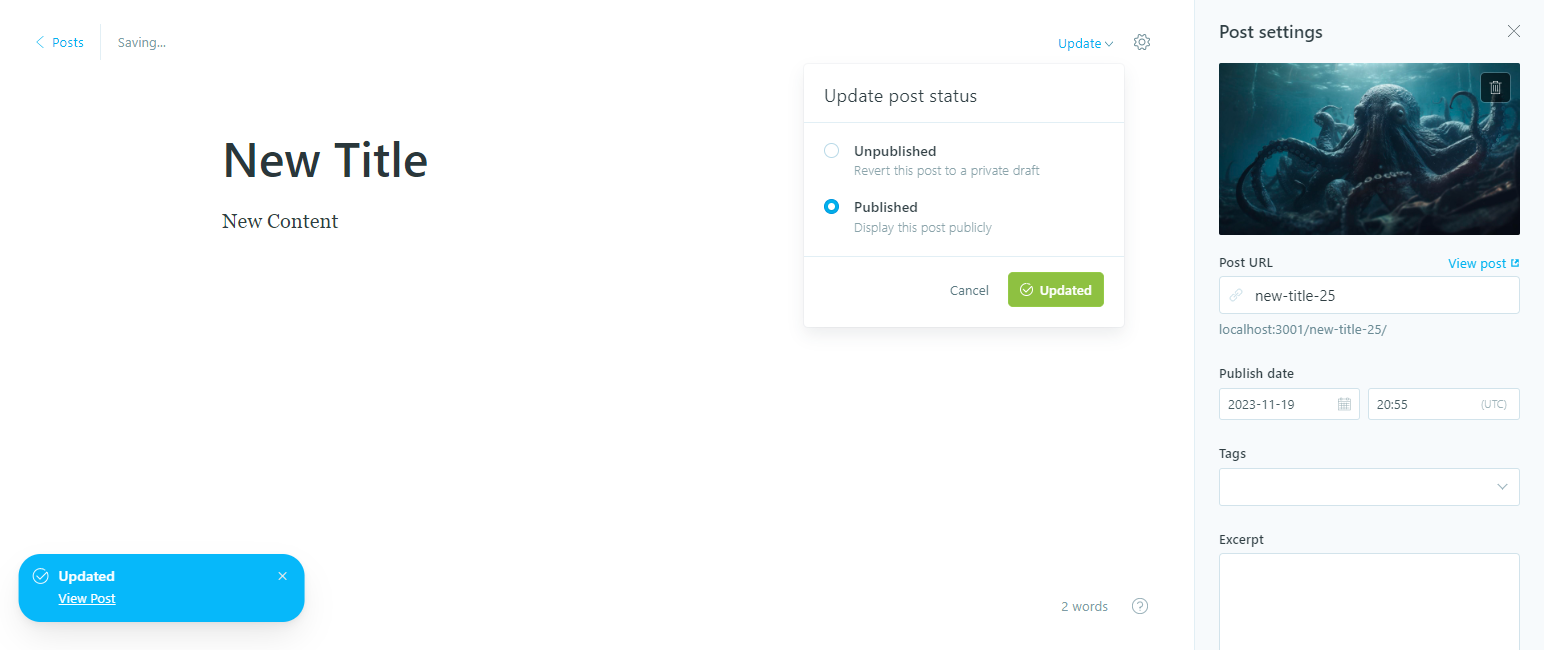 Posts
Saving...
Update
New Title
New Content
Update post status
Unpublished
Revert this post to a private draft
Published
Display this post publicly
Cancel
Updated
Updated
View Post
2 words
Post settings
Post URL
View post
new-title-25
localhost:3001/new-title-25/
Publish date
2023-11-19
20:55 (UTC)
Tags
Excerpt